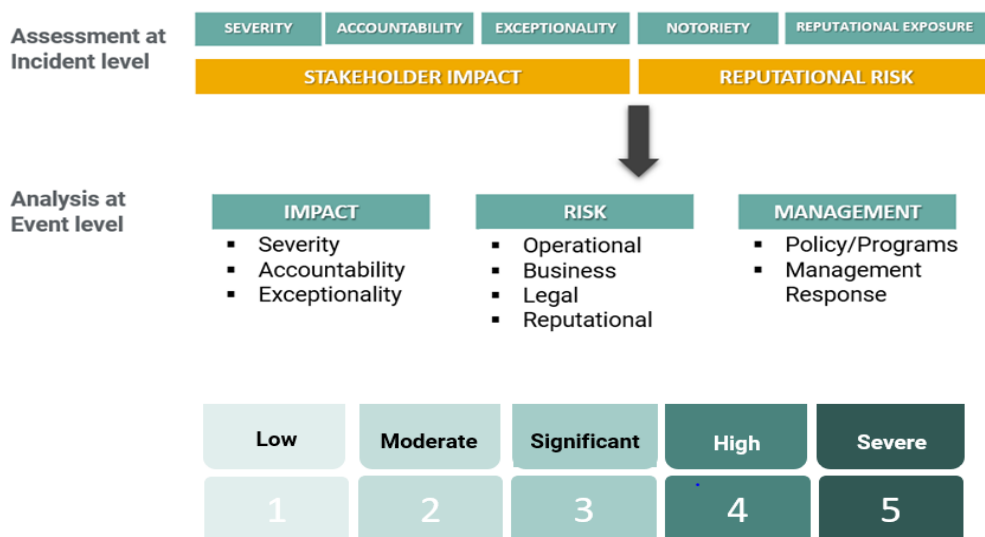 Assessment at
Incident level
SEVERITY
ACCOUNTABILITY
EXCEPTIONALITY
NOTORIETY
REPUTATIONAL EXPOSURE
STAKEHOLDER IMPACT
REPUTATIONAL RISK
Analysis at
Event level
IMPACT
▪ Severity
▪ Accountability
▪ Exceptionality
RISK
▪ Operational
▪ Business
▪ Legal
▪ Reputational
MANAGEMENT
▪ Policy/Programs
▪ Management
Response
Low
Moderate
Significant
High
Severe
1
2
3
4
5